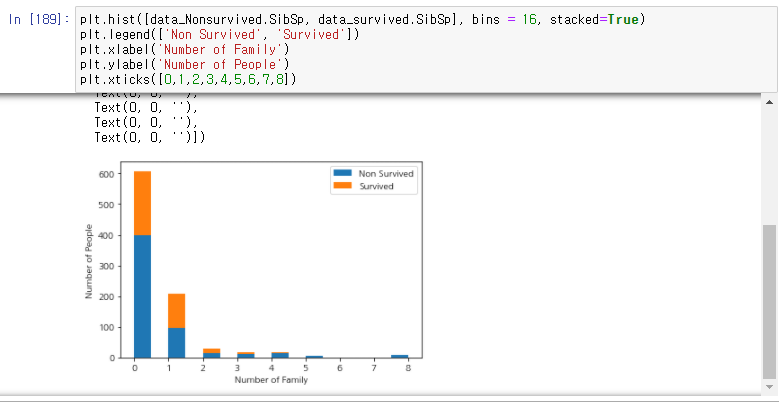 In [189]:
plt.hist([data_Nonsurvived.SibSp, data_survived.SibSp], bins = 16, stacked=True)
plt.legend(['Non Survived', 'Survived'])
plt.xlabel('Number of Family')
plt.ylabel('Number of People')
plt.xticks([0,1,2,3,4,5,6,7,8])
Text(0, 0, ''),
Text(0, 0, ''),
Text(0, 0, ''),
Text(0, 0, '')])
Non Survived
Survived
600
500
400
300
200
100
0
Number of People
0 1 2 3 4 5 6 7 8
Number of Family